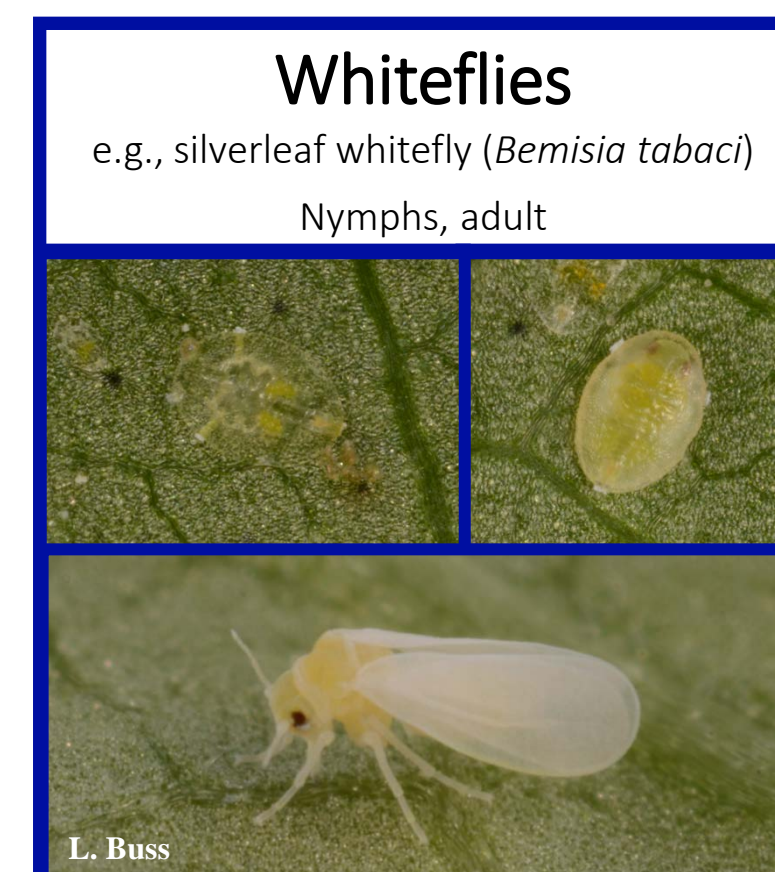 Whiteflies
e.g., silverleaf whitefly (Bemisia tabaci)
Nymphs, adult
L. Buss